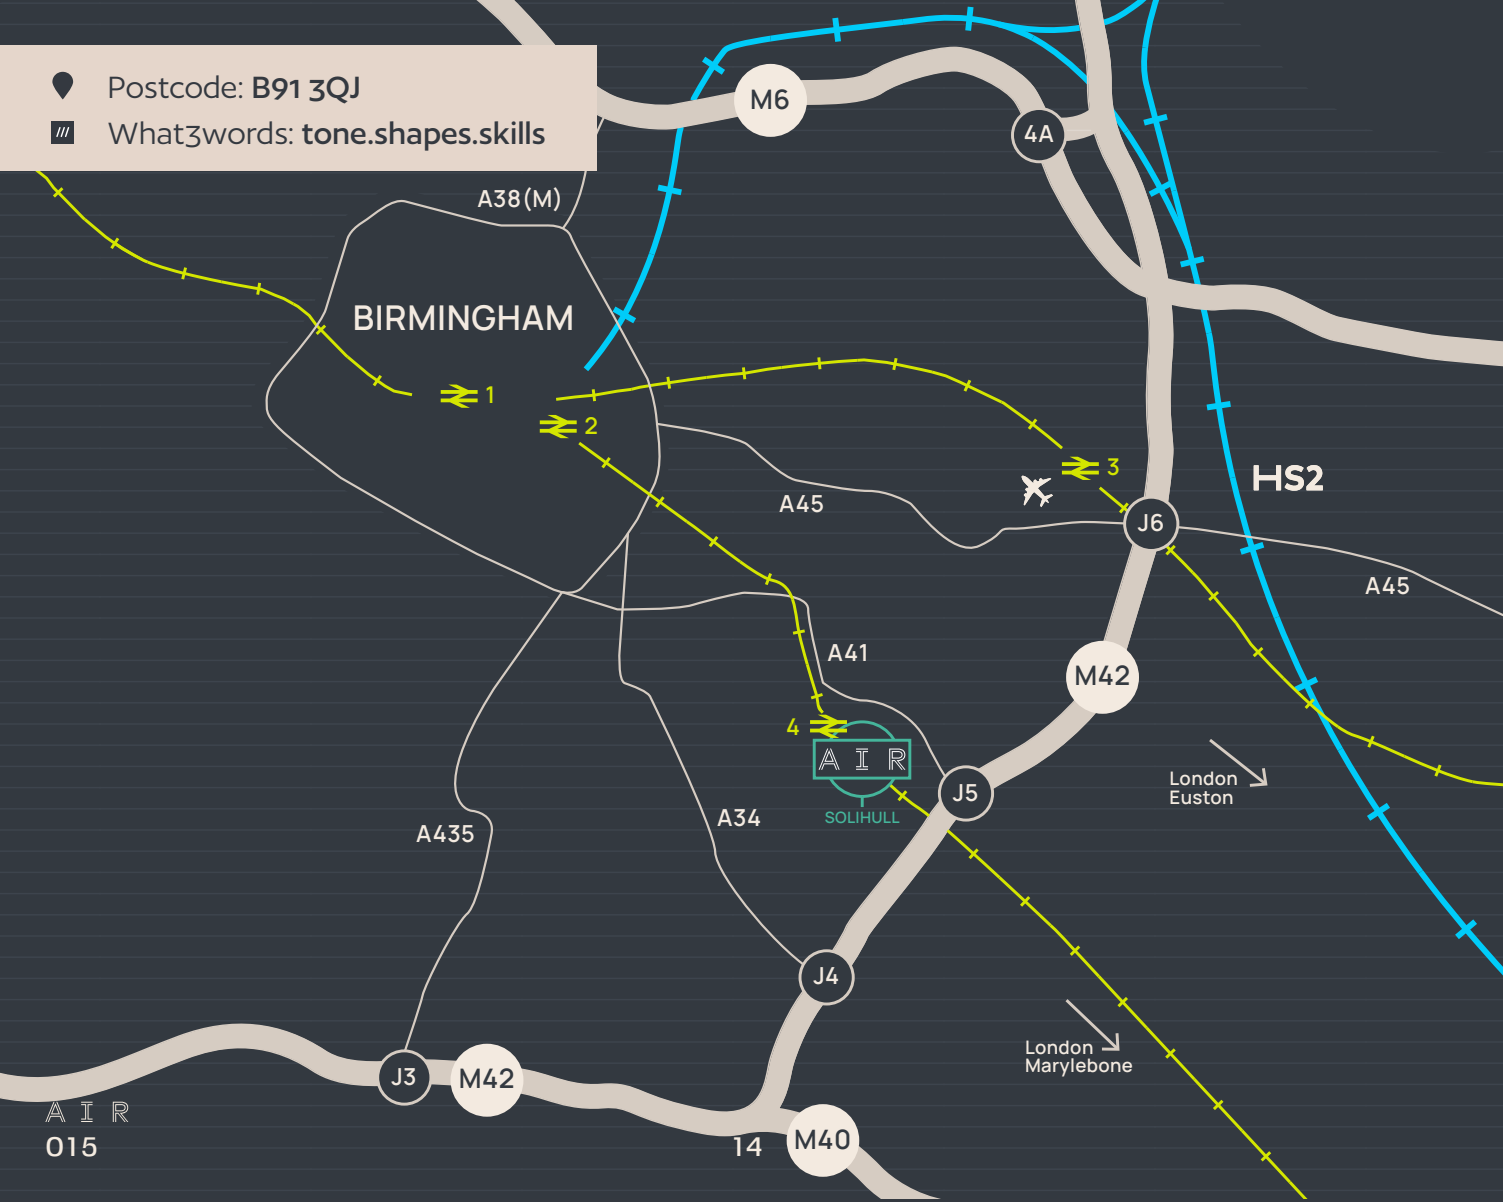 Postcode: B91 3QJ
What3words: tone.shapes.skills
M6
4A
A38(M)
BIRMINGHAM
1
2
3
HS2
A45
J6
A45
A41
M42
4
AIR
SOLIHULL
J5
London
Euston
A34
A435
J4
London
Marylebone
J3
M42
AIR
015
14
M40